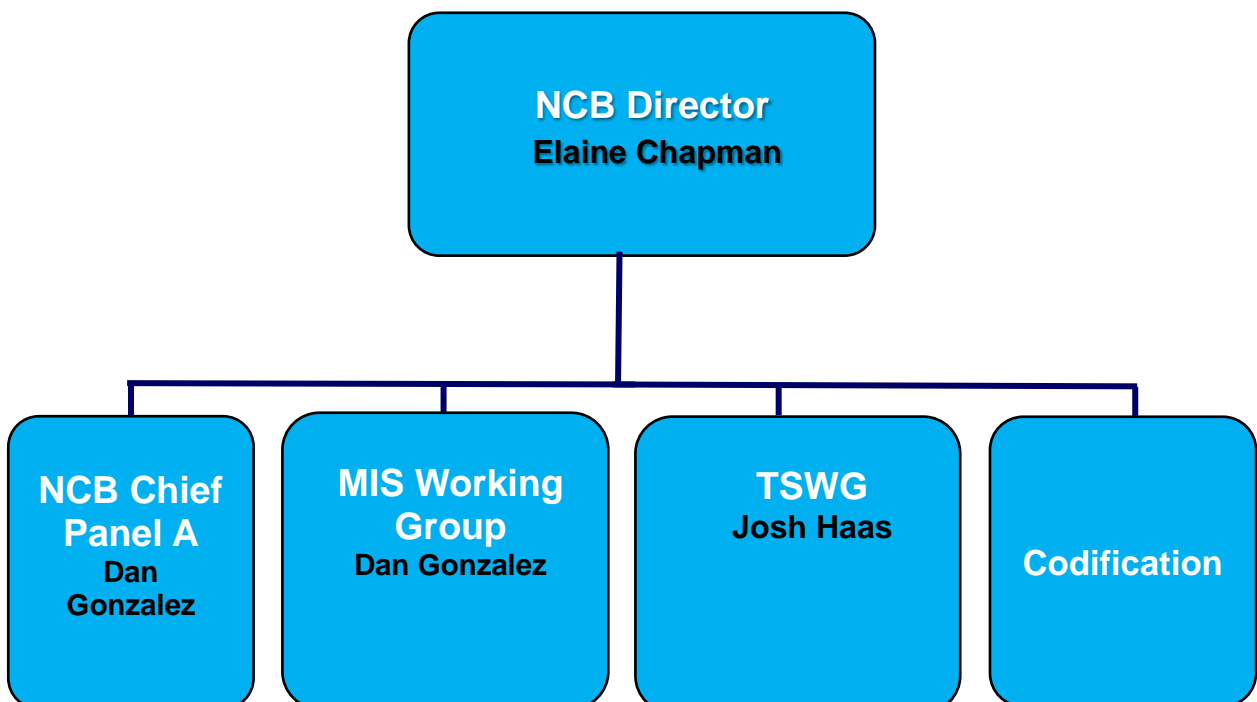 NCB Director
Elaine Chapman
NCB Chief
Panel A
Dan
Gonzalez
MIS Working
Group
Dan Gonzalez
TSWG
Josh Haas
Codification